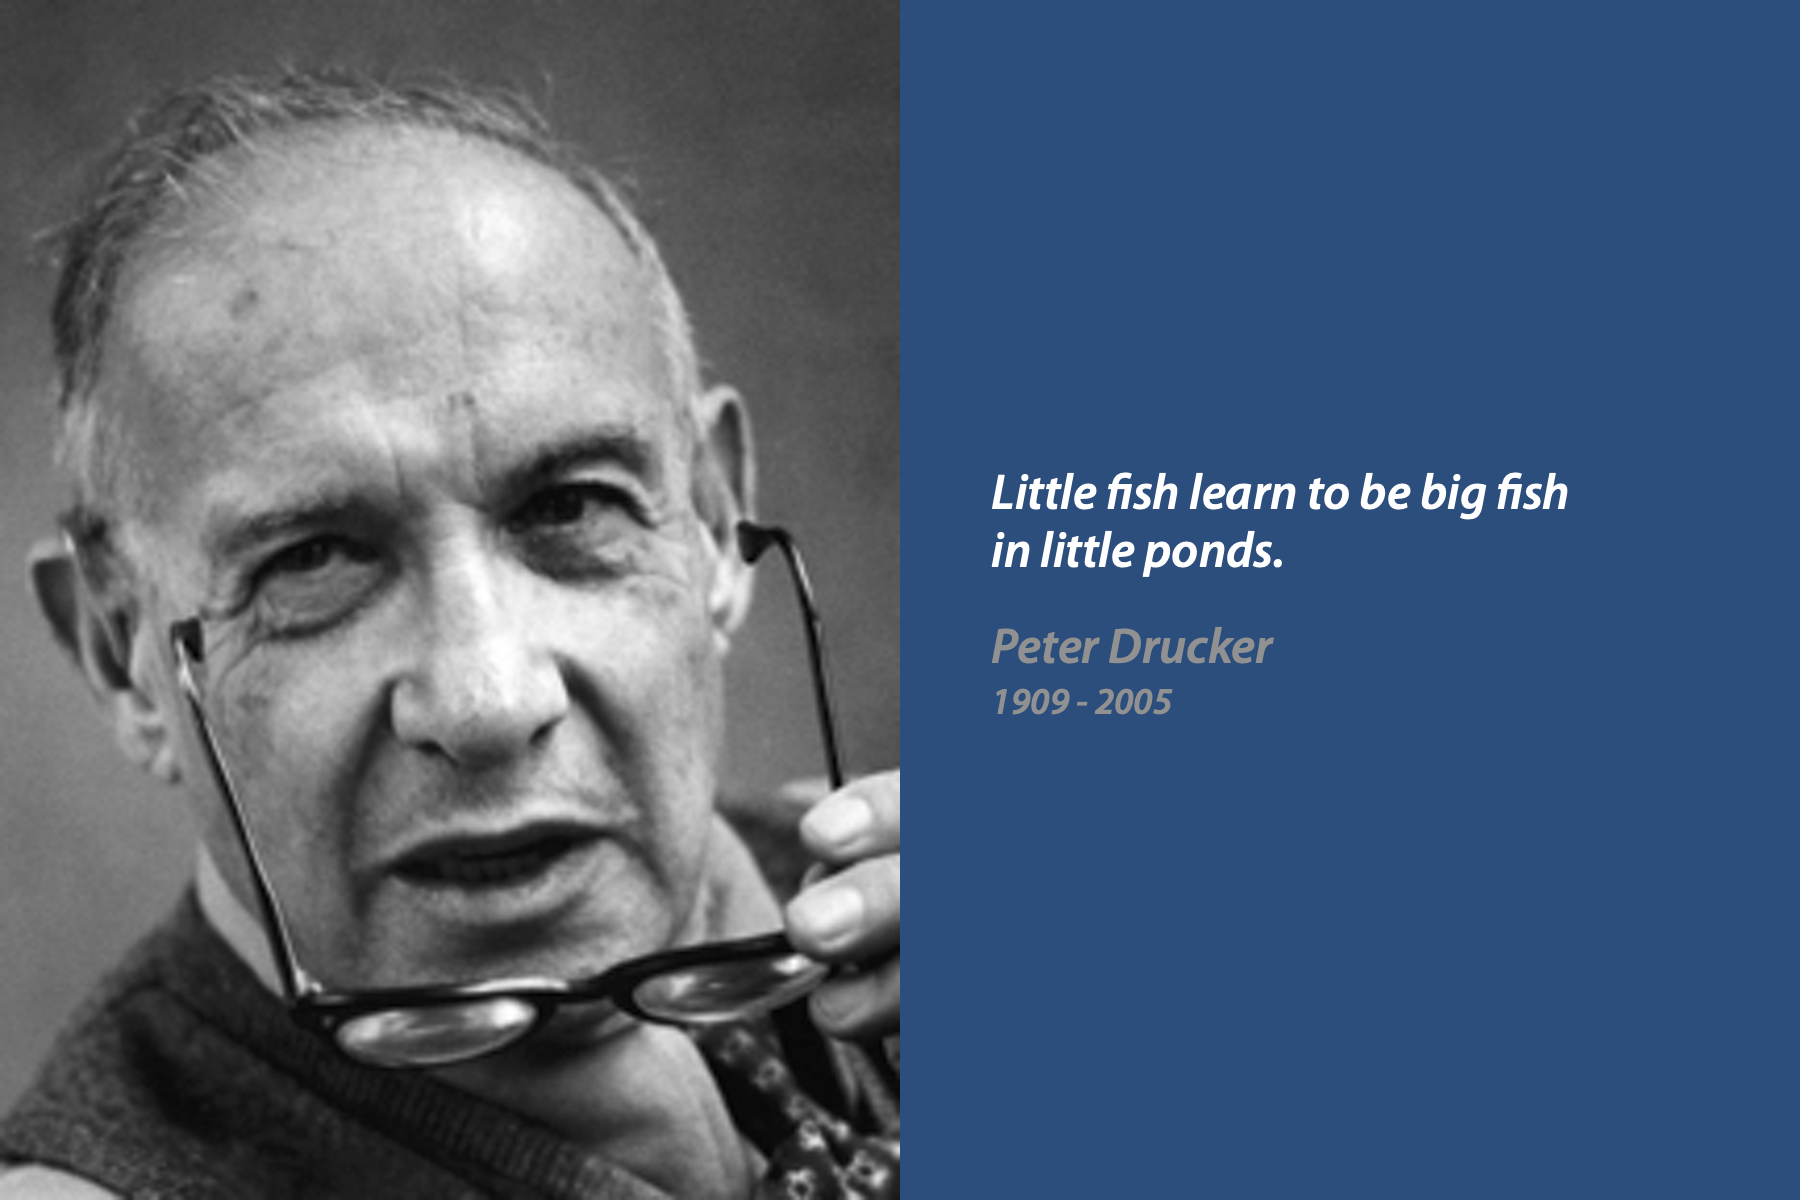 Little fish learn to be big fish
in little ponds.
Peter Drucker
1909 - 2005